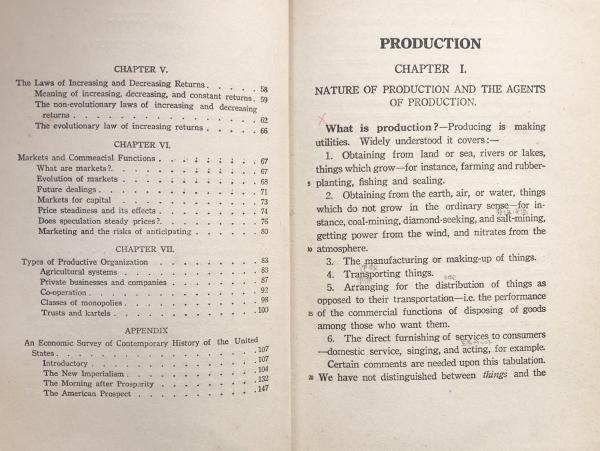 CHAPTER V.
The Laws of Increasing and Decreasing Returns . . . . . 58
Meaning of increasing, decreasing, and constant returns . 59
The non-evolutionary laws of increasing and decreasing
returns . . . . . . . . . . . . . . 62
The evolutionary law of increasing returns . . . . 66
CHAPTER VI.
Markets and Commeacial Functions . . . . . . . 67
What are markets?. . . . . . . . . . 67
Evolution of markets . . . . . . . . . 68
Future dealings . . . . . . . . . . 71
Markets for capital . . . . . . . . . 73
Price steadiness and its effects . . . . . . . 74
Does speculation steady prices?. . . . . . . 76
Marketing and the risks of anticipating . . . . . 80
CHAPTER VII.
Types of Productive Organization . . . . . . . 83
Agricultural systems . . . . . . . . . 83
Private businesses and companies . . . . . . 87
Co-operation . . . . . . . . . . . 92
Classes of monopolies . . . . . . . . . 98
Trusts and kartels . . . . . . . . . . 100
APPENDIX
An Economic Survey of Contemporary History of the United
States . . . . . . . . . . . . . . 107
Introductory . . . . . . . . . . . 107
The New Imperialism . . . . . . . . . 104
The Morning after Prosperity . . . . . . . 132
The American Prospect . . . . . . . . 147
PRODUCTION
CHAPTER I.
NATURE OF PRODUCTION AND THE AGENTS
OF PRODUCTION.
What is production?—Producing is making
utilities. Widely understood it covers:—
1. Obtaining from land or sea, rivers or lakes,
things which grow—for instance, farming and rubber-
5 planting, fishing and sealing.
2. Obtaining from the earth, air, or water, things
which do not grow in the ordinary sense—for in-
stance, coal-mining, diamond-seeking, and salt-mining,
getting power from the wind, and nitrates from the
10 atmosphere.
3. The manufacturing or making-up of things.
4. Transporting things.
5. Arranging for the distribution of things as
opposed to their transportation—i.e. the performance
15 of the commercial functions of disposing of goods
among those who want them.
6. The direct furnishing of services to consumers
—domestic service, singing, and acting, for example.
Certain comments are needed upon this tabulation.
20 We have not distinguished between things and the